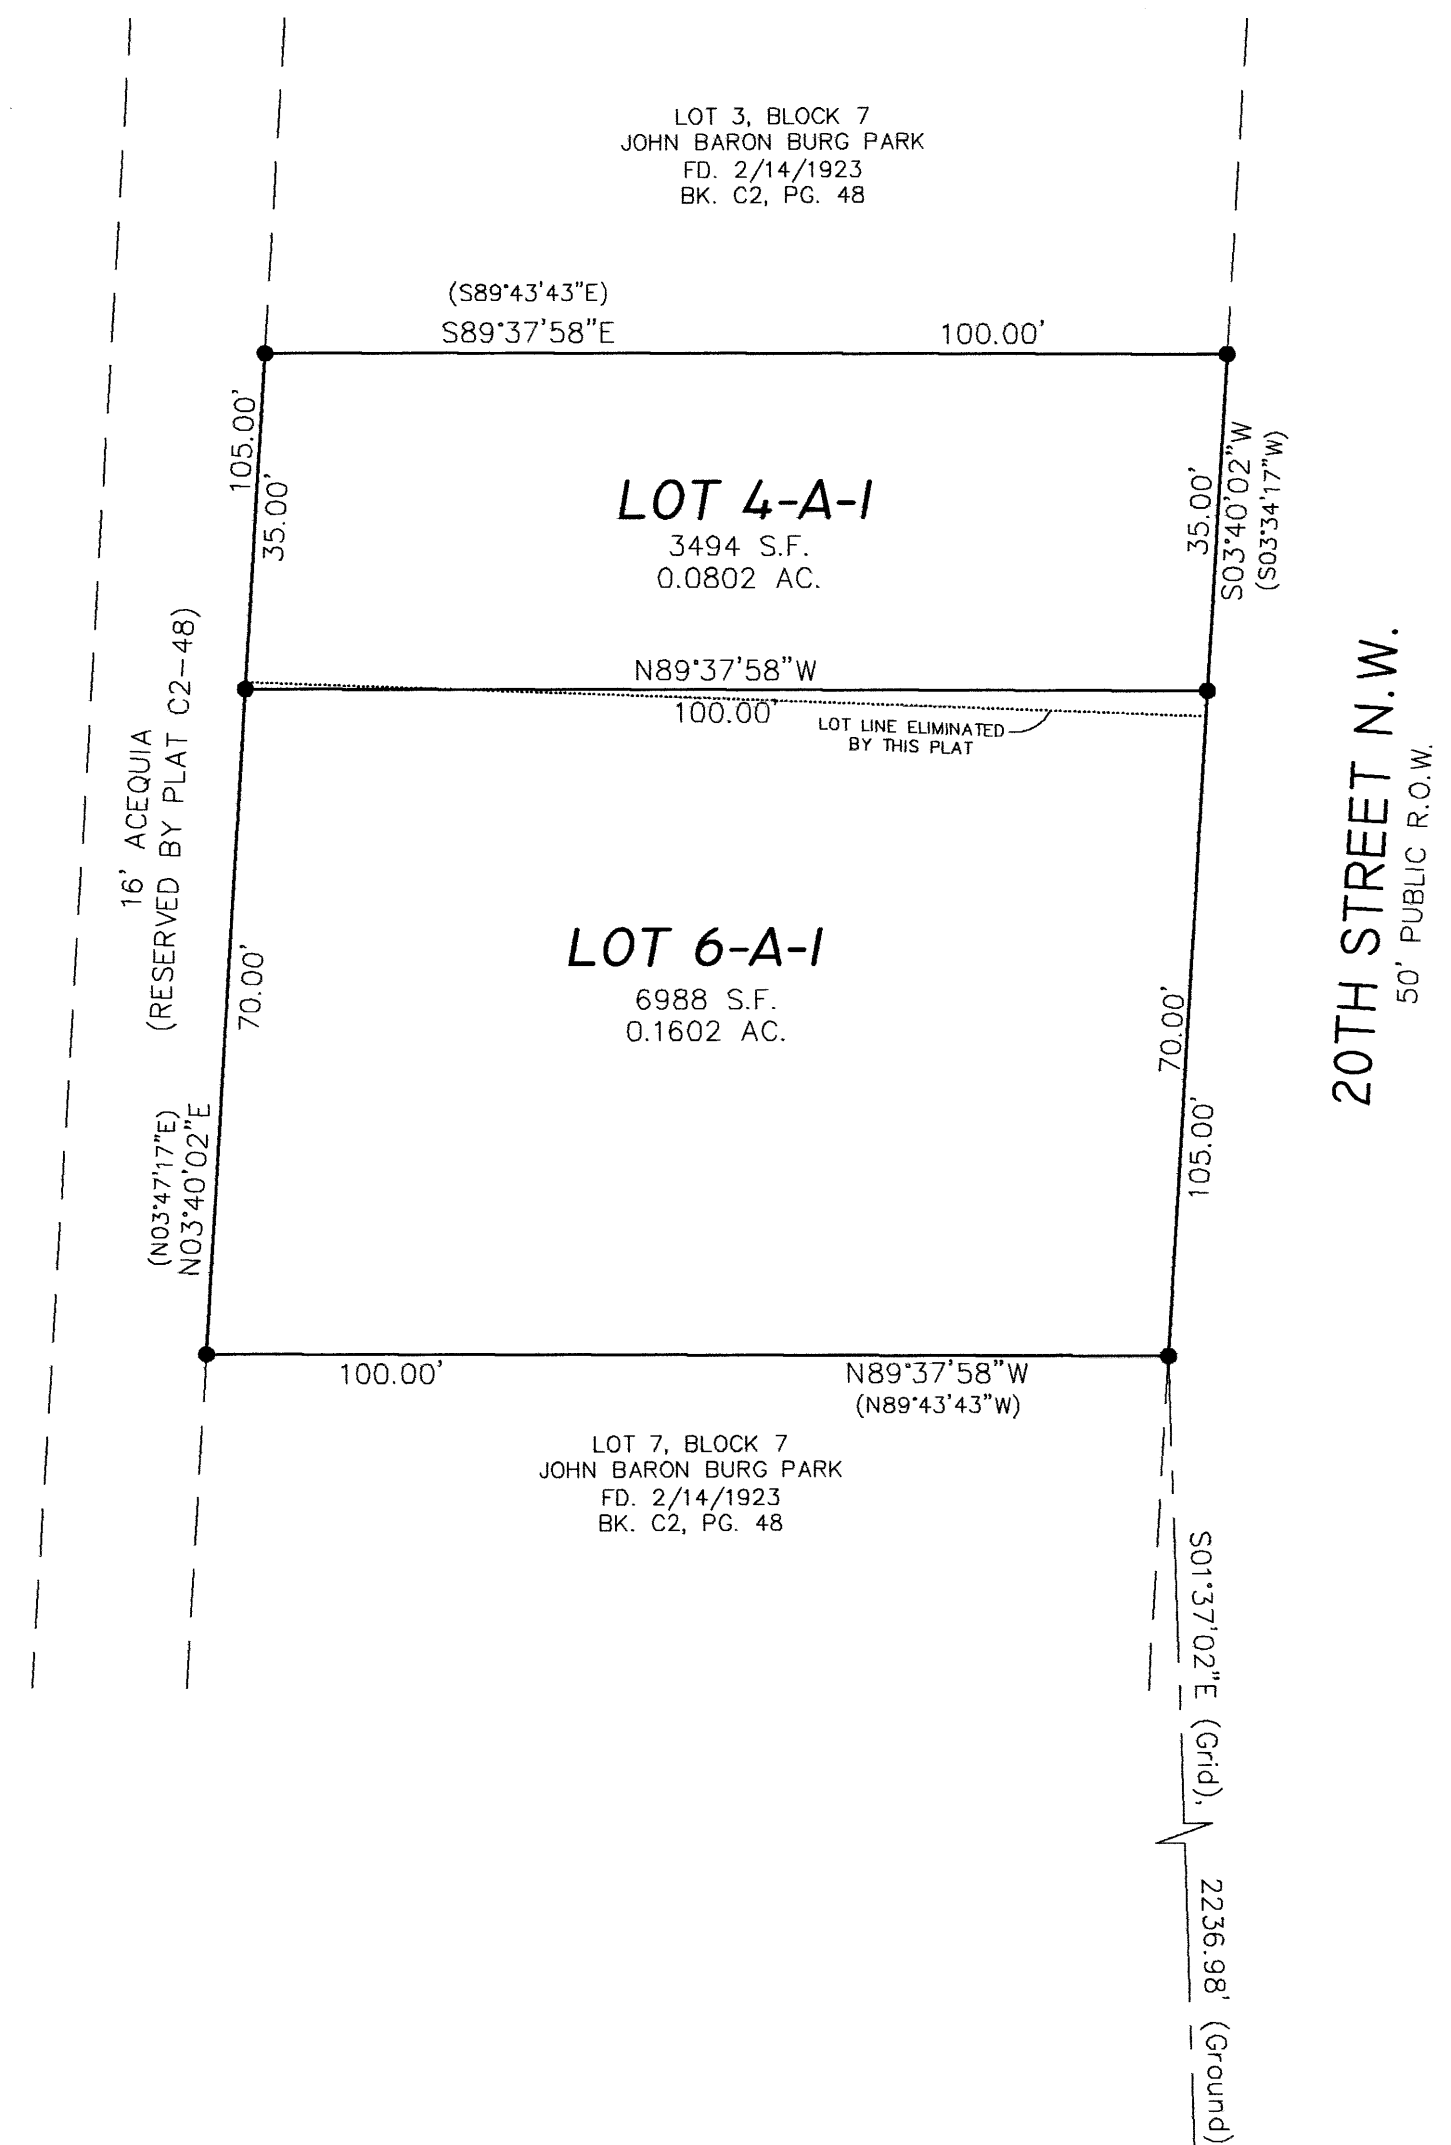 LOT 3, BLOCK 7
JOHN BARON BURG PARK
FD. 2/14/1923
BK. C2, PG. 48
(S89°43'43"E)
S89°37'58"E
100.00'
105.00'
35.00'
LOT 4-A-1
3494 S.F.
0.0802 AC.
35.00'
S03°40'02"W
(S03°34'17"W)
N89°37'58"W
100.00'
LOT LINE ELIMINATED
BY THIS PLAT
16' ACEQUIA
(RESERVED BY PLAT C2-48)
20TH STREET N.W.
50' PUBLIC R.O.W.
70.00'
LOT 6-A-1
6988 S.F.
0.1602 AC.
70.00'
105.00'
(N03°47'17"E)
N03°40'02"E
100.00'
N89°37'58"W
(N89°43'43"W)
LOT 7, BLOCK 7
JOHN BARON BURG PARK
FD. 2/14/1923
BK. C2, PG. 48
S01°37'02"E (Grid), 2236.98' (Ground)